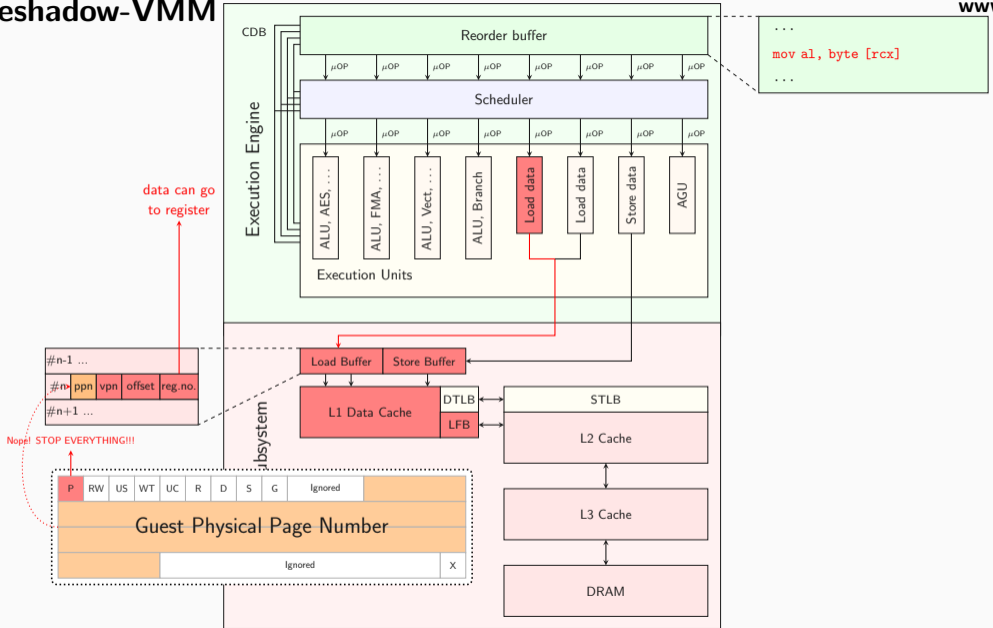 eshadow-VMM
ww
CDB
Reorder buffer
...
mov al, byte [rcx]
...
μOP μOP μOP μOP μOP μOP μOP μOP
Scheduler
μOP μOP μOP μOP μOP μOP μOP μOP
Execution Engine
ALU, AES, ...
ALU, FMA, ...
ALU, Vect, ...
ALU, Branch
Load data
Load data
Store data
AGU
Execution Units
data can go
to register
#n-1 ...
#n ppn vpn offset reg.no.
#n+1 ...
Load Buffer Store Buffer
L1 Data Cache
DTLB
LFB
STLB
L2 Cache
L3 Cache
DRAM
ubsystem
Nope! STOP EVERYTHING!!!
P RW US WT UC R D S G Ignored
Guest Physical Page Number
Ignored X